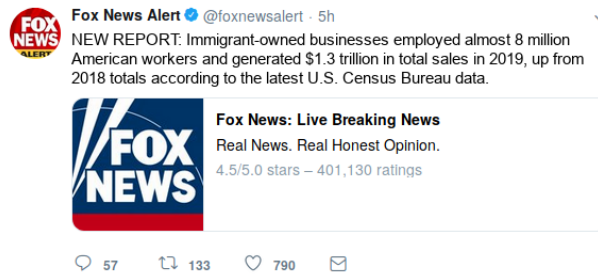 FOX
NEWS
ALERT
Fox News Alert @foxnewsalert · 5h
NEW REPORT: Immigrant-owned businesses employed almost 8 million
American workers and generated $1.3 trillion in total sales in 2019, up from
2018 totals according to the latest U.S. Census Bureau data.
FOX
NEWS
Fox News: Live Breaking News
Real News. Real Honest Opinion.
4.5/5.0 stars – 401,130 ratings
57 133 790